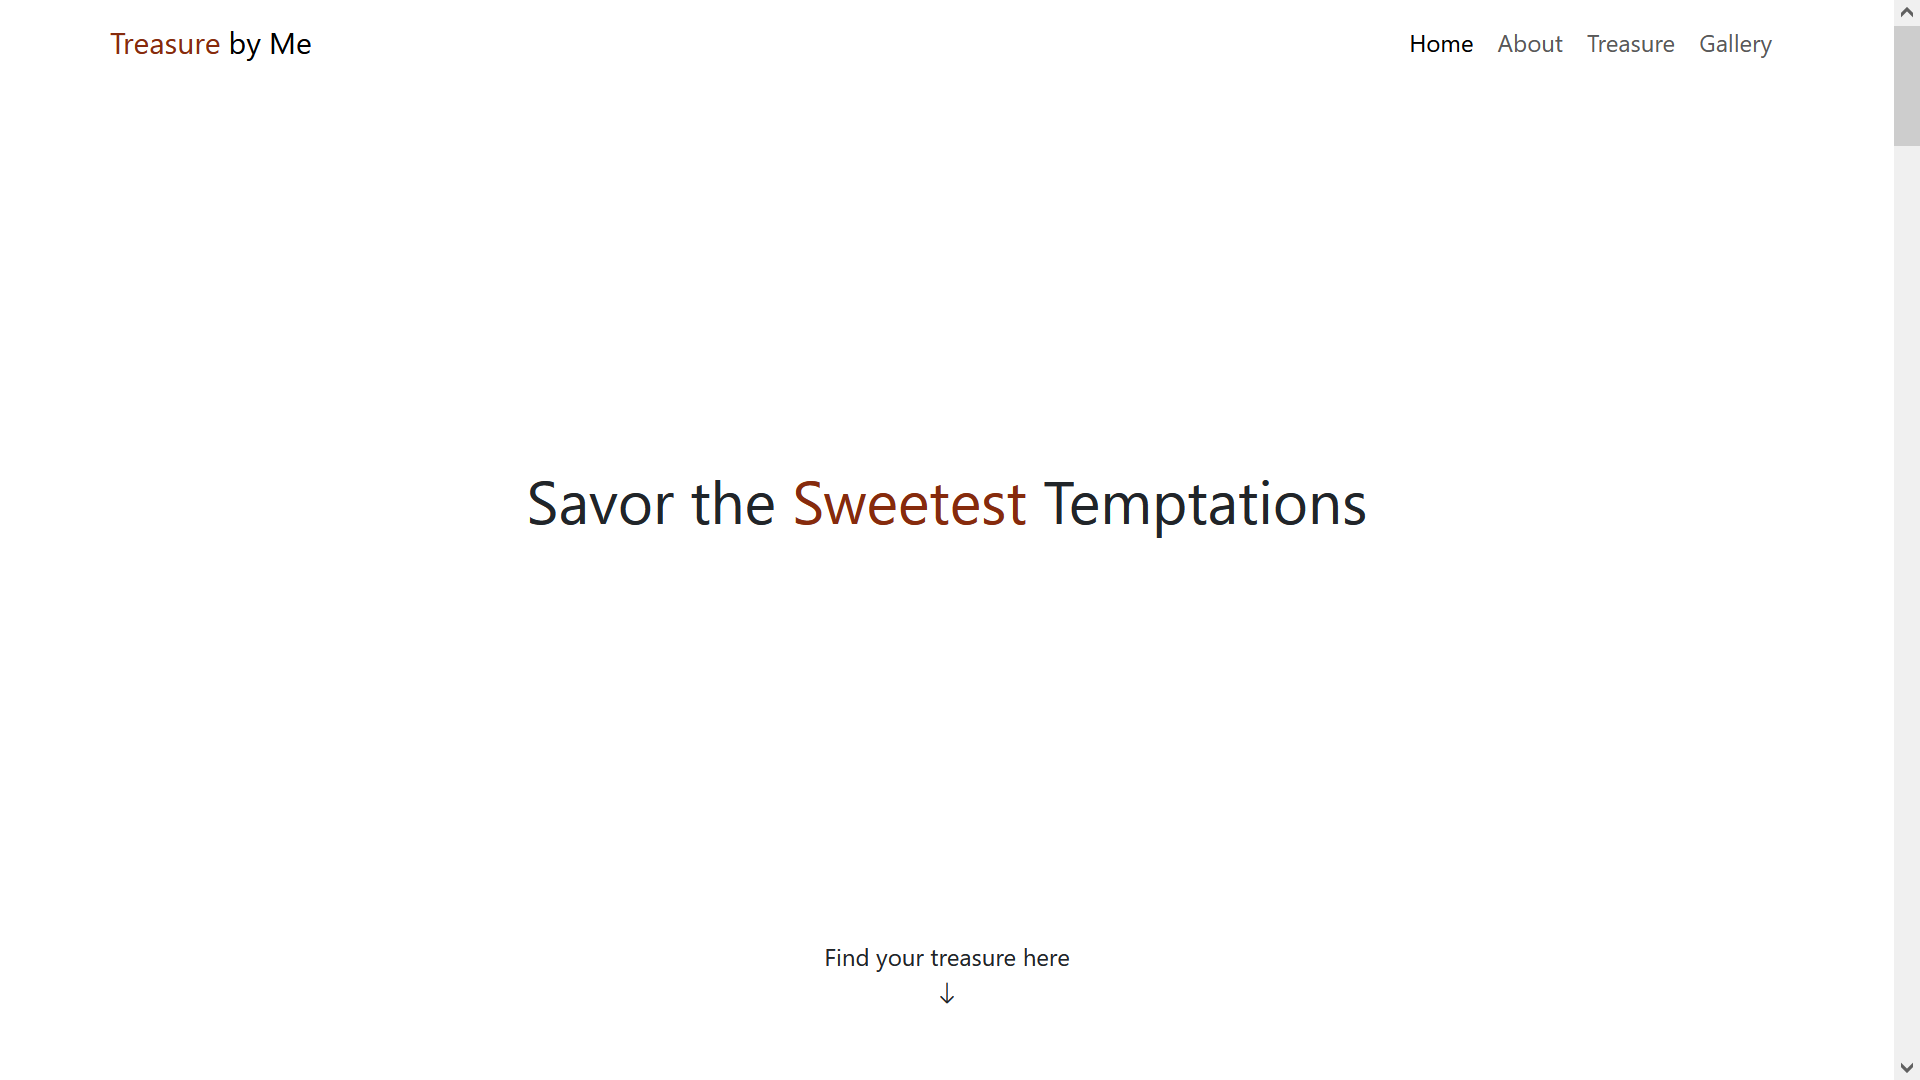 Treasure by Me
Home About Treasure Gallery
Savor the Sweetest Temptations
Find your treasure here